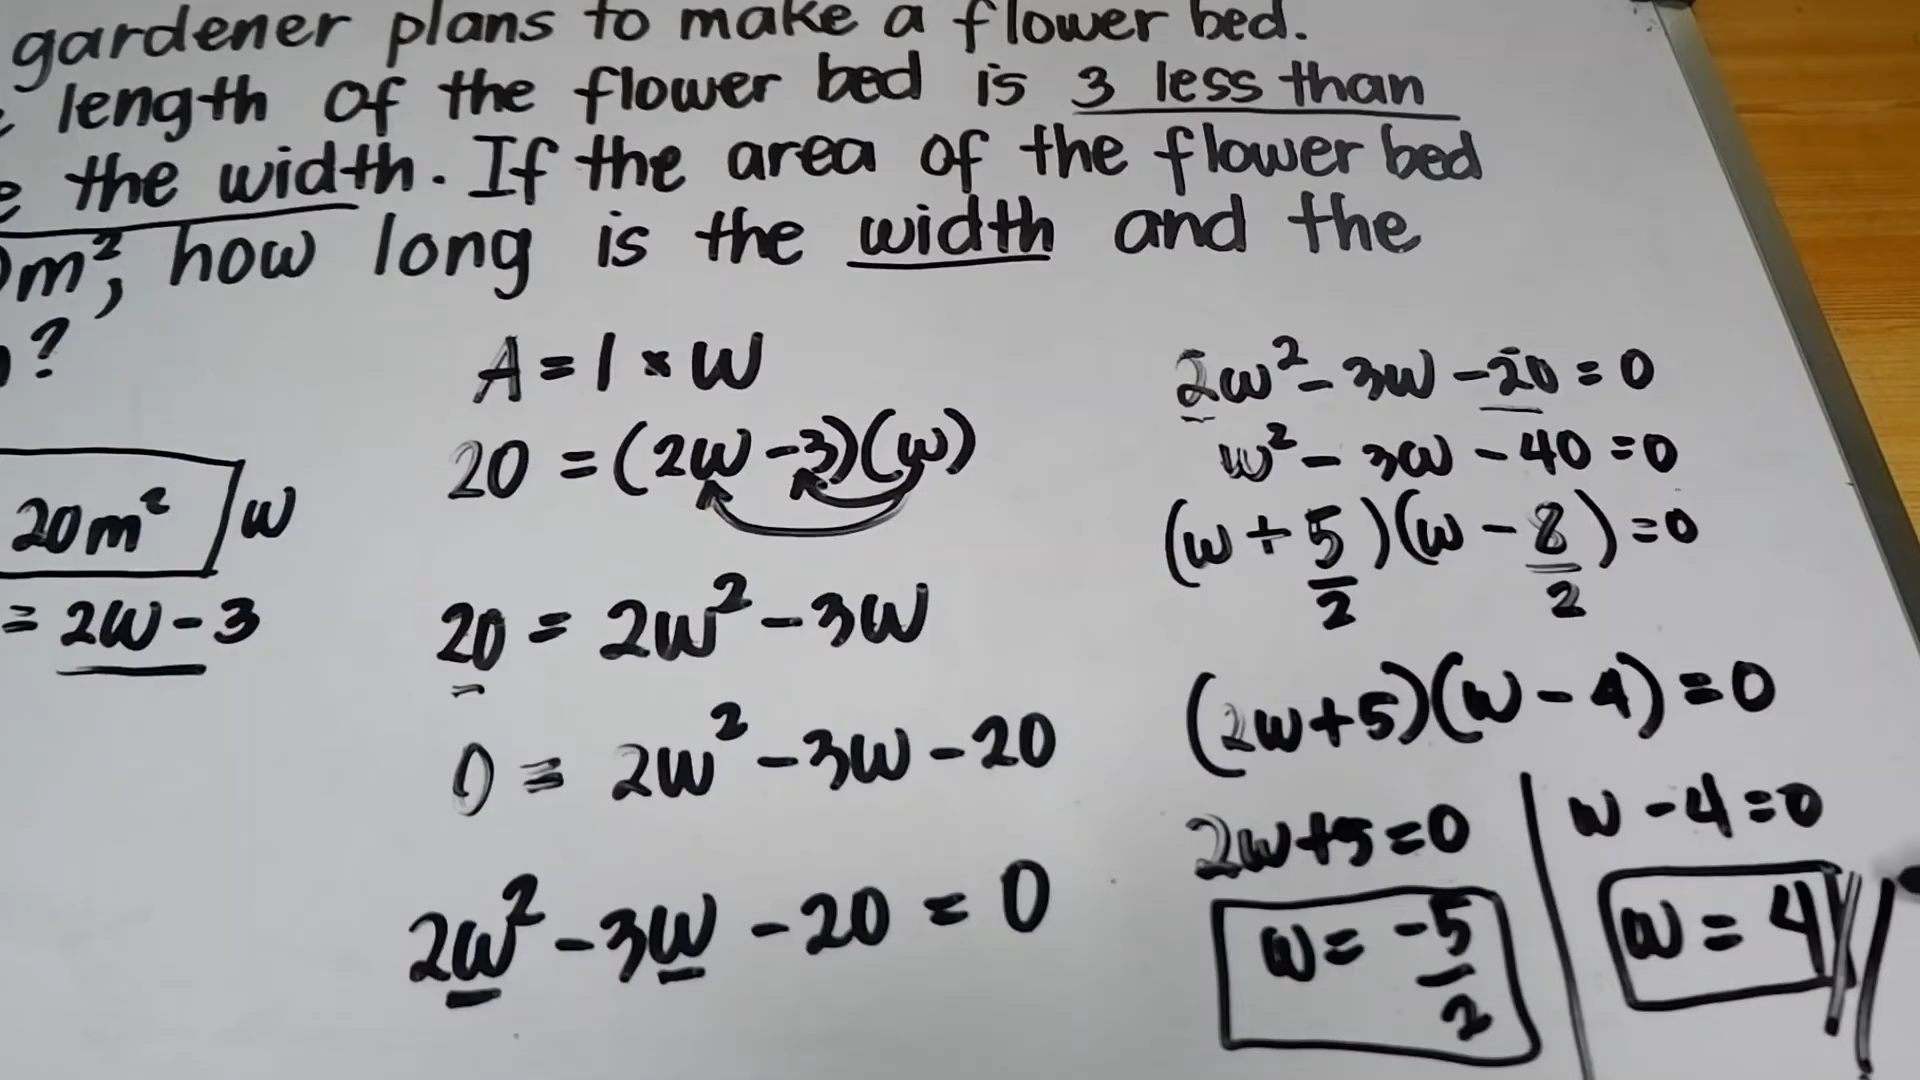 gardener plans to make a flower bed.
length of the flower bed is 3 less than
the width. If the area of the flower bed
m², how long is the width and the
?
20m² w
= 2w - 3
A = l × w
20 = (2w - 3)(w)
20 = 2w² - 3w
0 = 2w² - 3w - 20
2w² - 3w - 20 = 0
2w² - 3w - 20 = 0
w² - 3w - 40 = 0
(w + 5/2)(w - 8/2) = 0
(2w + 5)(w - 4) = 0
2w + 5 = 0
w = -5/2
w - 4 = 0
w = 4